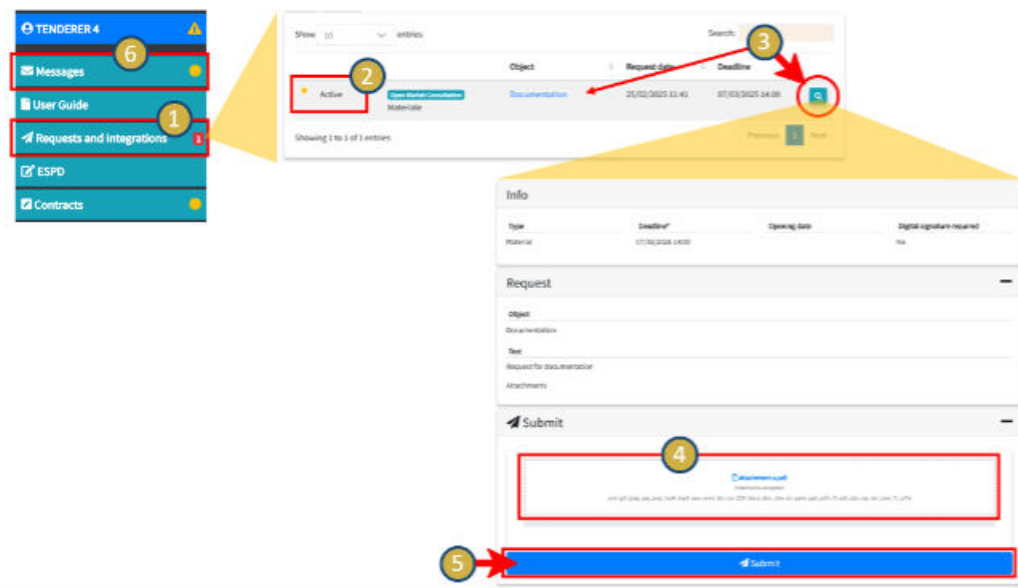 TENDERER 4
6
Messages
User Guide
1
Requests and integrations 1
ESPD
Contracts
Show 10 entries
Search:
3
Object Request date Deadline
2
Active Open Market Consultation Documentation 25/02/2025 11:41 07/03/2025 14:00
Materiale
Showing 1 to 1 of 1 entries
Previous 1 Next
Info
Type Deadline* Opening date Digital signature required
Material 14:00 No
Request
Object
Documentation
Text
Request for documentation
Attachments
Submit
4
5
Submit